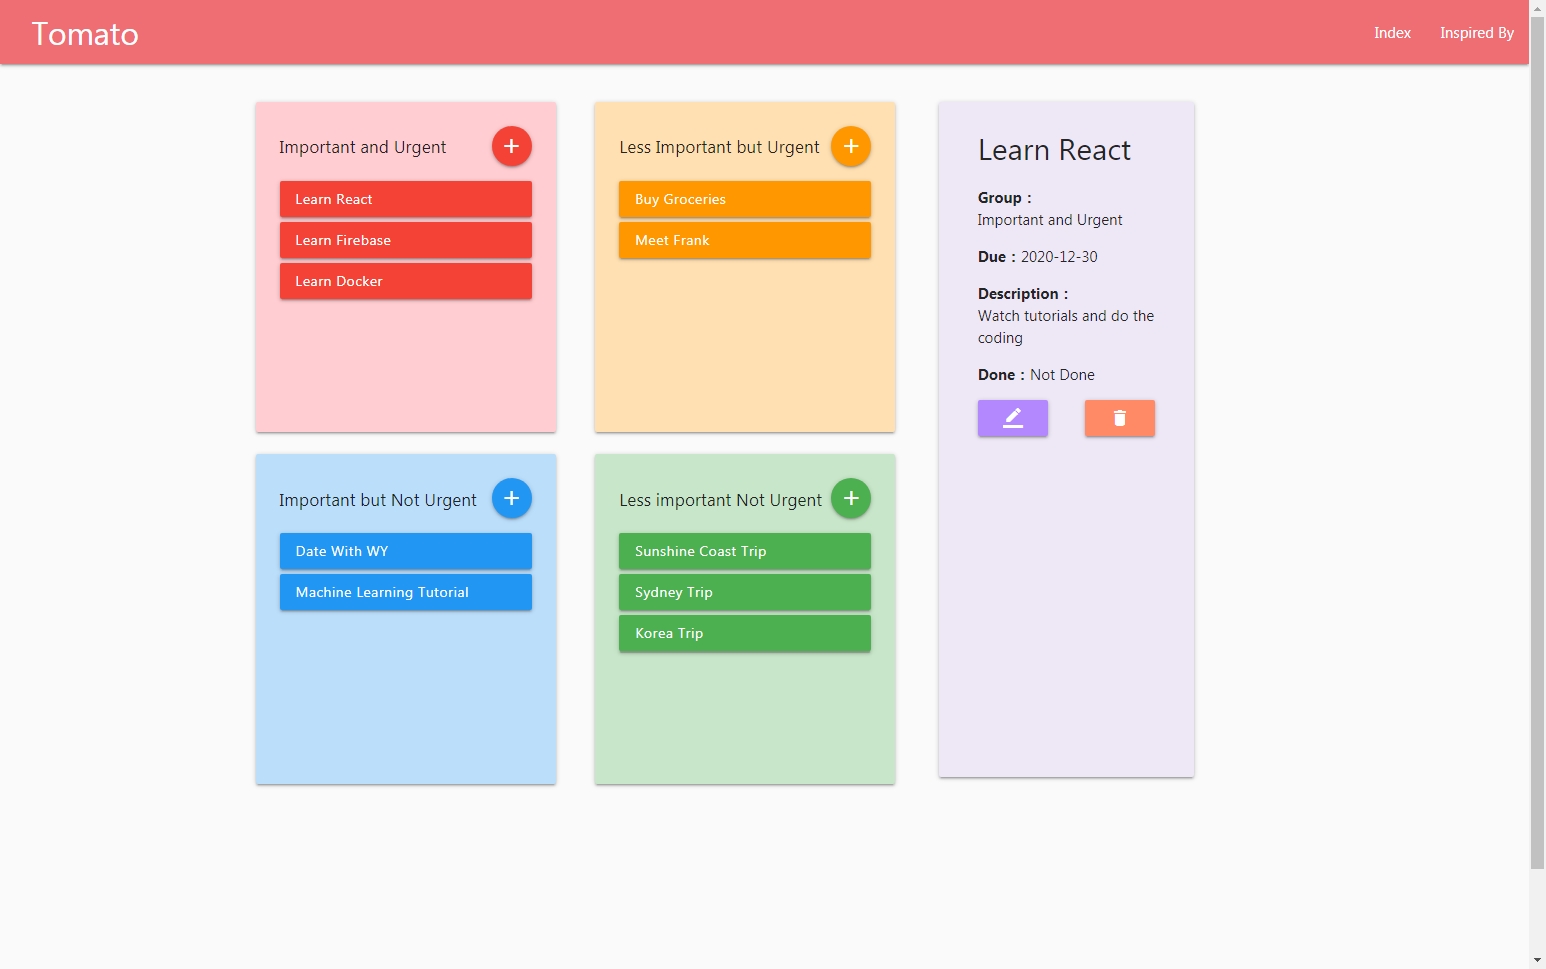 Tomato
Index
Inspired By
Important and Urgent
Learn React
Learn Firebase
Learn Docker
Less Important but Urgent
Buy Groceries
Meet Frank
Important but Not Urgent
Date With WY
Machine Learning Tutorial
Less important Not Urgent
Sunshine Coast Trip
Sydney Trip
Korea Trip
Learn React
Group :
Important and Urgent
Due : 2020-12-30
Description :
Watch tutorials and do the
coding
Done : Not Done